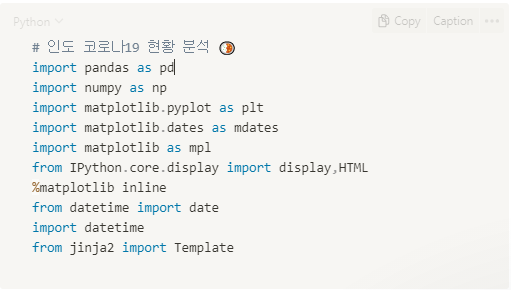 Python
Copy Caption
# 인도 코로나19 현황 분석
import pandas as pd
import numpy as np
import matplotlib.pyplot as plt
import matplotlib.dates as mdates
import matplotlib as mpl
from IPython.core.display import display,HTML
%matplotlib inline
from datetime import date
import datetime
from jinja2 import Template